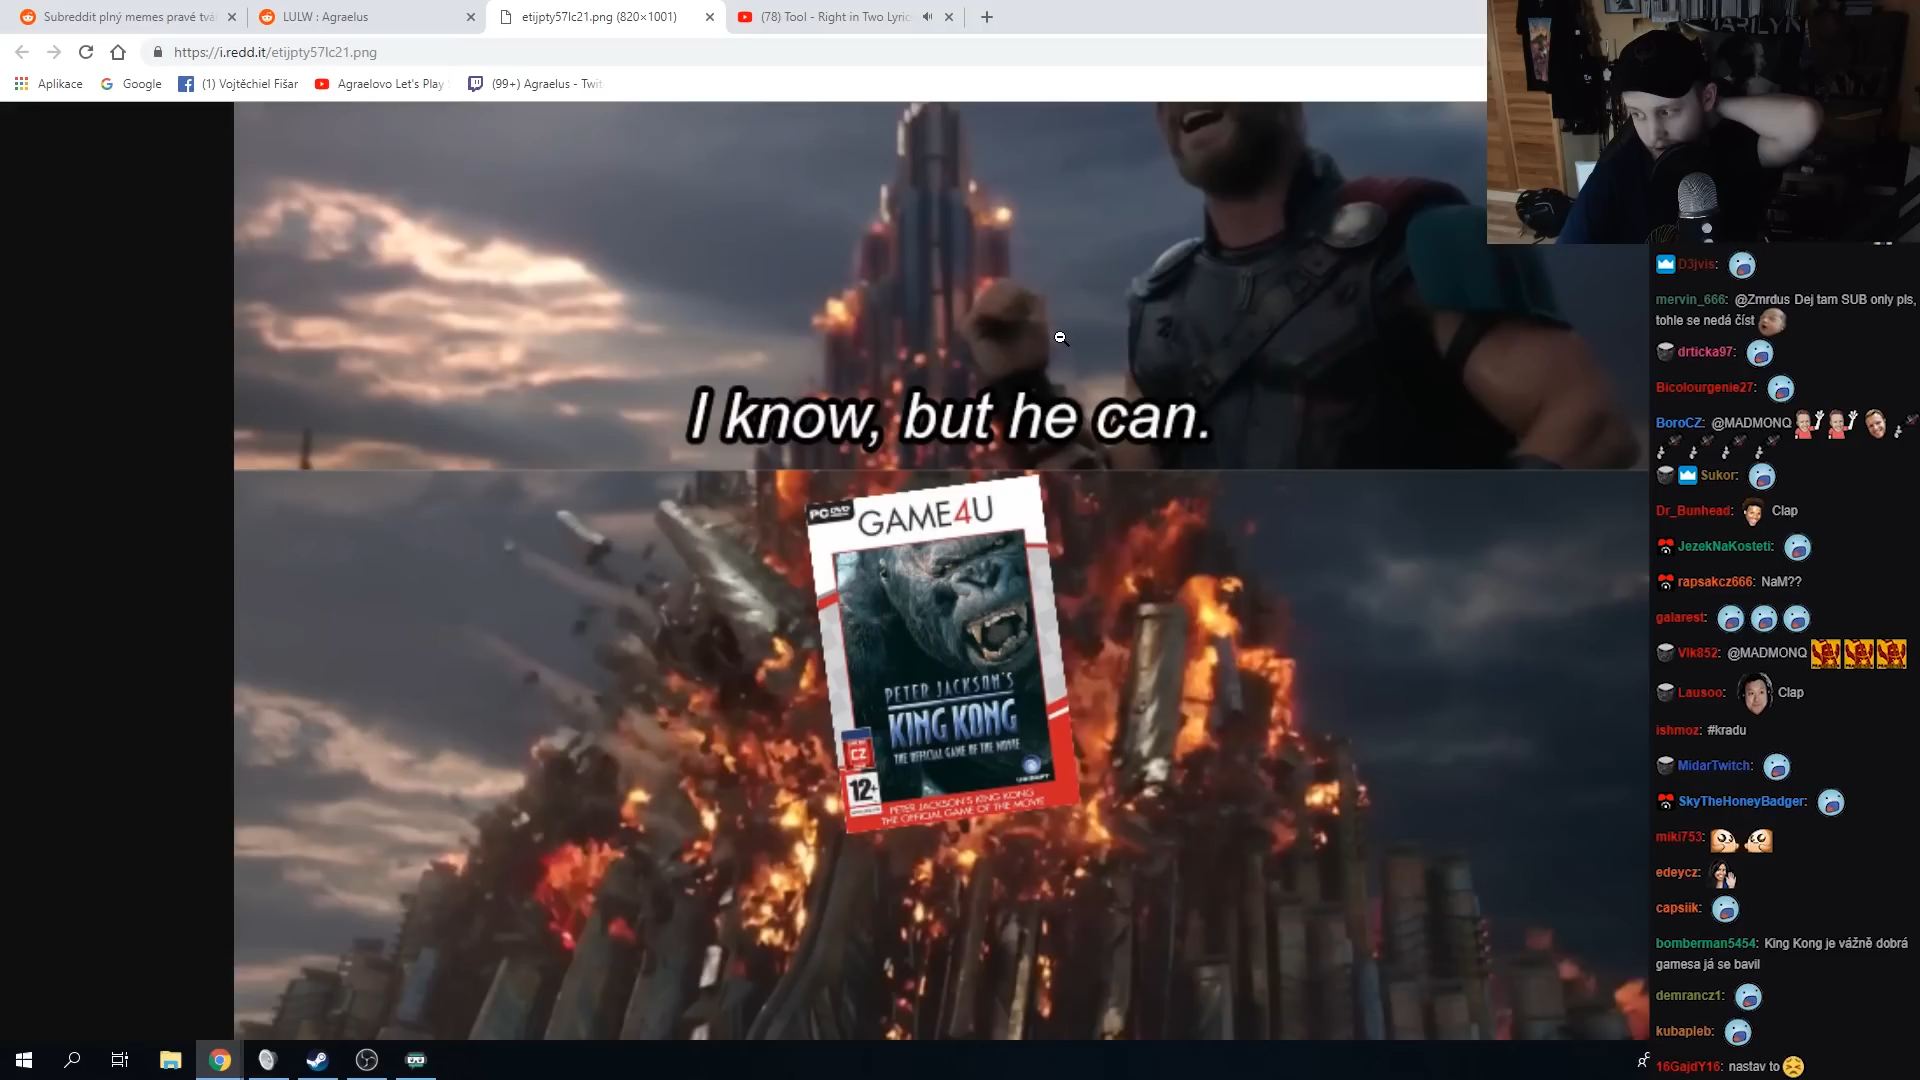 Subreddit plný memes pravé tvá
LULW : Agraelus
etijpty57lc21.png (820×1001)
(78) Tool - Right in Two Lyric
https://i.redd.it/etijpty57lc21.png
Aplikace
Google
(1) Vojtěchiel Fišar
Agraelovo Let's Play
(99+) Agraelus - Twit
MARILYN
I know, but he can.
PC DVD
GAME4U
PETER JACKSON'S
KING KONG
THE OFFICIAL GAME OF THE MOVIE
CZ
UBISOFT
12+
PETER JACKSON'S KING KONG
THE OFFICIAL GAME OF THE MOVIE
D3jvis:
mervin_666: @Zmrdus Dej tam SUB only pls,
tohle se nedá číst
drticka97:
Bicolourgenie27:
BoroCZ: @MADMONQ
Sukor:
Dr_Bunhead: Clap
JezekNaKosteti:
rapsakcz666: NaM??
galarest:
Vlk852: @MADMONQ
Lausoo: Clap
ishmoz: #kradu
MidarTwitch:
SkyTheHoneyBadger:
miki753:
edeycz:
capsiik:
bomberman5454: King Kong je vážně dobrá
gamesa já se bavil
demrancz1:
kubapleb:
16GajdY16: nastav to